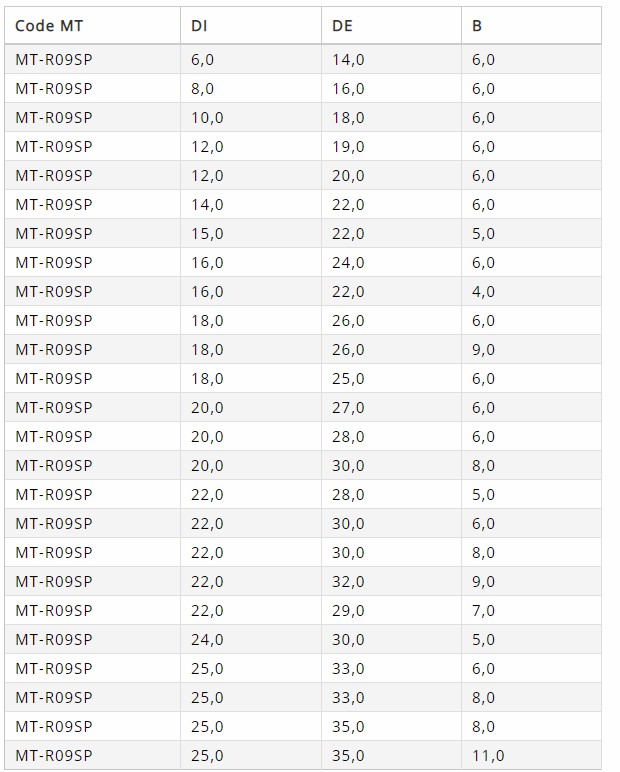 Code MT DI DE B
MT-R09SP 6,0 14,0 6,0
MT-R09SP 8,0 16,0 6,0
MT-R09SP 10,0 18,0 6,0
MT-R09SP 12,0 19,0 6,0
MT-R09SP 12,0 20,0 6,0
MT-R09SP 14,0 22,0 6,0
MT-R09SP 15,0 22,0 5,0
MT-R09SP 16,0 24,0 6,0
MT-R09SP 16,0 22,0 4,0
MT-R09SP 18,0 26,0 6,0
MT-R09SP 18,0 26,0 9,0
MT-R09SP 18,0 25,0 6,0
MT-R09SP 20,0 27,0 6,0
MT-R09SP 20,0 28,0 6,0
MT-R09SP 20,0 30,0 8,0
MT-R09SP 22,0 28,0 5,0
MT-R09SP 22,0 30,0 6,0
MT-R09SP 22,0 30,0 8,0
MT-R09SP 22,0 32,0 9,0
MT-R09SP 22,0 29,0 7,0
MT-R09SP 24,0 30,0 5,0
MT-R09SP 25,0 33,0 6,0
MT-R09SP 25,0 33,0 8,0
MT-R09SP 25,0 35,0 8,0
MT-R09SP 25,0 35,0 11,0